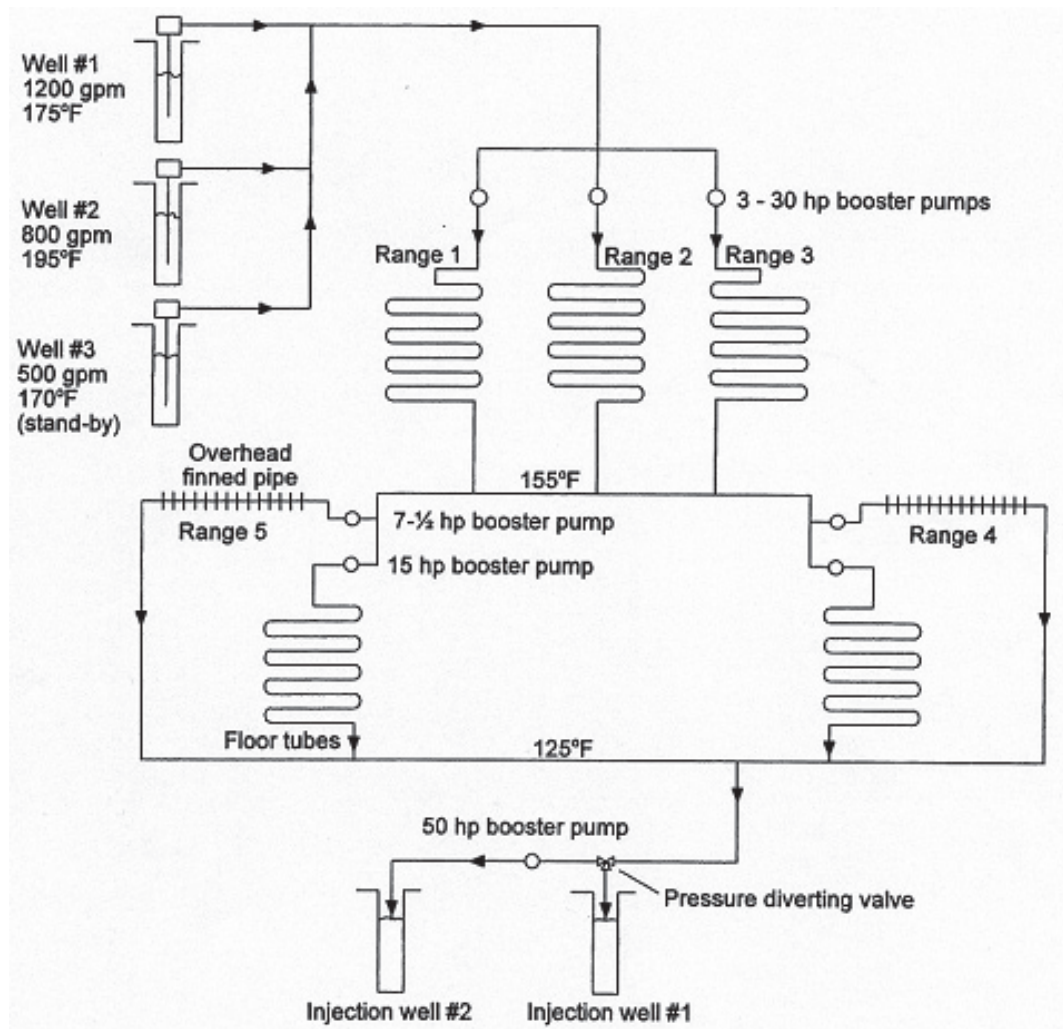 Well #1
1200 gpm
175ºF
Well #2
800 gpm
195ºF
Well #3
500 gpm
170ºF
(stand-by)
3 - 30 hp booster pumps
Range 1
Range 2
Range 3
Overhead
finned pipe
Range 5
155ºF
7-½ hp booster pump
15 hp booster pump
Range 4
Floor tubes
125ºF
50 hp booster pump
Pressure diverting valve
Injection well #2
Injection well #1